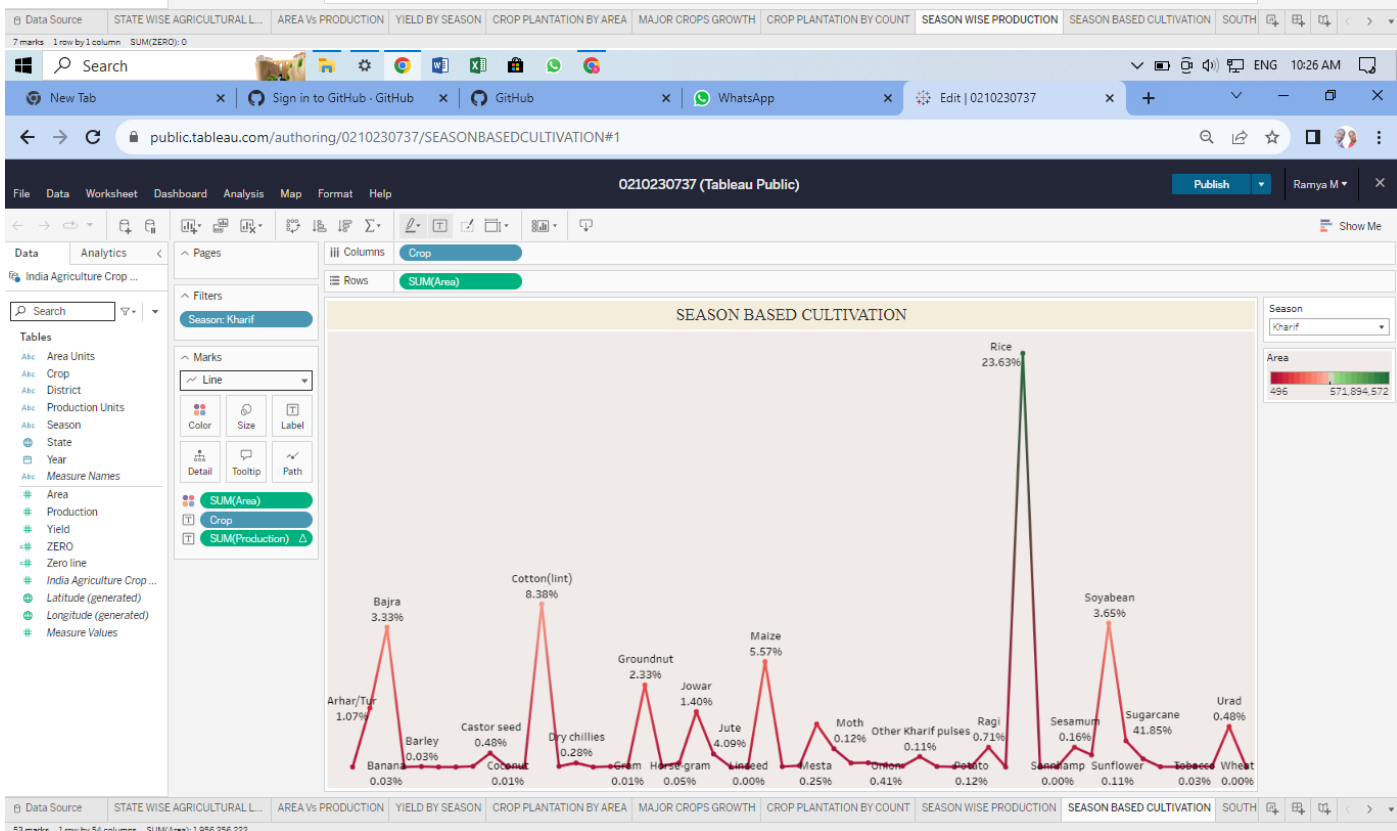 Data Source STATE WISE AGRICULTURAL L... AREA Vs PRODUCTION YIELD BY SEASON CROP PLANTATION BY AREA MAJOR CROPS GROWTH CROP PLANTATION BY COUNT SEASON WISE PRODUCTION SEASON BASED CULTIVATION SOUTH
7 marks 1 row by 1 column SUM(ZERO): 0
Search ENG 10:26 AM
New Tab Sign in to GitHub · GitHub GitHub WhatsApp Edit | 0210230737
public.tableau.com/authoring/0210230737/SEASONBASEDCULTIVATION#1
0210230737 (Tableau Public) Publish Ramya M
File Data Worksheet Dashboard Analysis Map Format Help
Show Me
Data Analytics
India Agriculture Crop ...
Search
Tables
Area Units
Crop
District
Production Units
Season
State
Year
Measure Names
Area
Production
Yield
ZERO
Zero line
India Agriculture Crop ...
Latitude (generated)
Longitude (generated)
Measure Values
Pages
Filters
Season: Kharif
Marks
Line
Color Size Label
Detail Tooltip Path
SUM(Area)
Crop
SUM(Production)
Columns Crop
Rows SUM(Area)
SEASON BASED CULTIVATION
Rice
23.63%
Cotton(lint)
8.38%
Bajra
3.33%
Soyabean
3.65%
Maize
5.57%
Groundnut
2.33%
Jowar
1.40%
Arhar/Tur
1.07%
Urad
0.48%
Sugarcane
41.85%
Barley
0.03%
Castor seed
0.48%
Dry chillies
0.28%
Jute
4.09%
Moth
0.12%
Other Kharif pulses
0.11%
Ragi
0.71%
Sesamum
0.16%
Banana
0.03%
Coconut
0.01%
Gram
0.01%
Horse-gram
0.05%
Linseed
0.00%
Mesta
0.25%
Onion
0.41%
Potato
0.12%
Sannhamp
0.00%
Sunflower
0.11%
Tobacco
0.03%
Wheat
0.00%
Season
Kharif
Area
496 571,894,572
Data Source STATE WISE AGRICULTURAL L... AREA Vs PRODUCTION YIELD BY SEASON CROP PLANTATION BY AREA MAJOR CROPS GROWTH CROP PLANTATION BY COUNT SEASON WISE PRODUCTION SEASON BASED CULTIVATION SOUTH
53 marks 1 row by 54 columns SUM(Area): 1,956,256,222